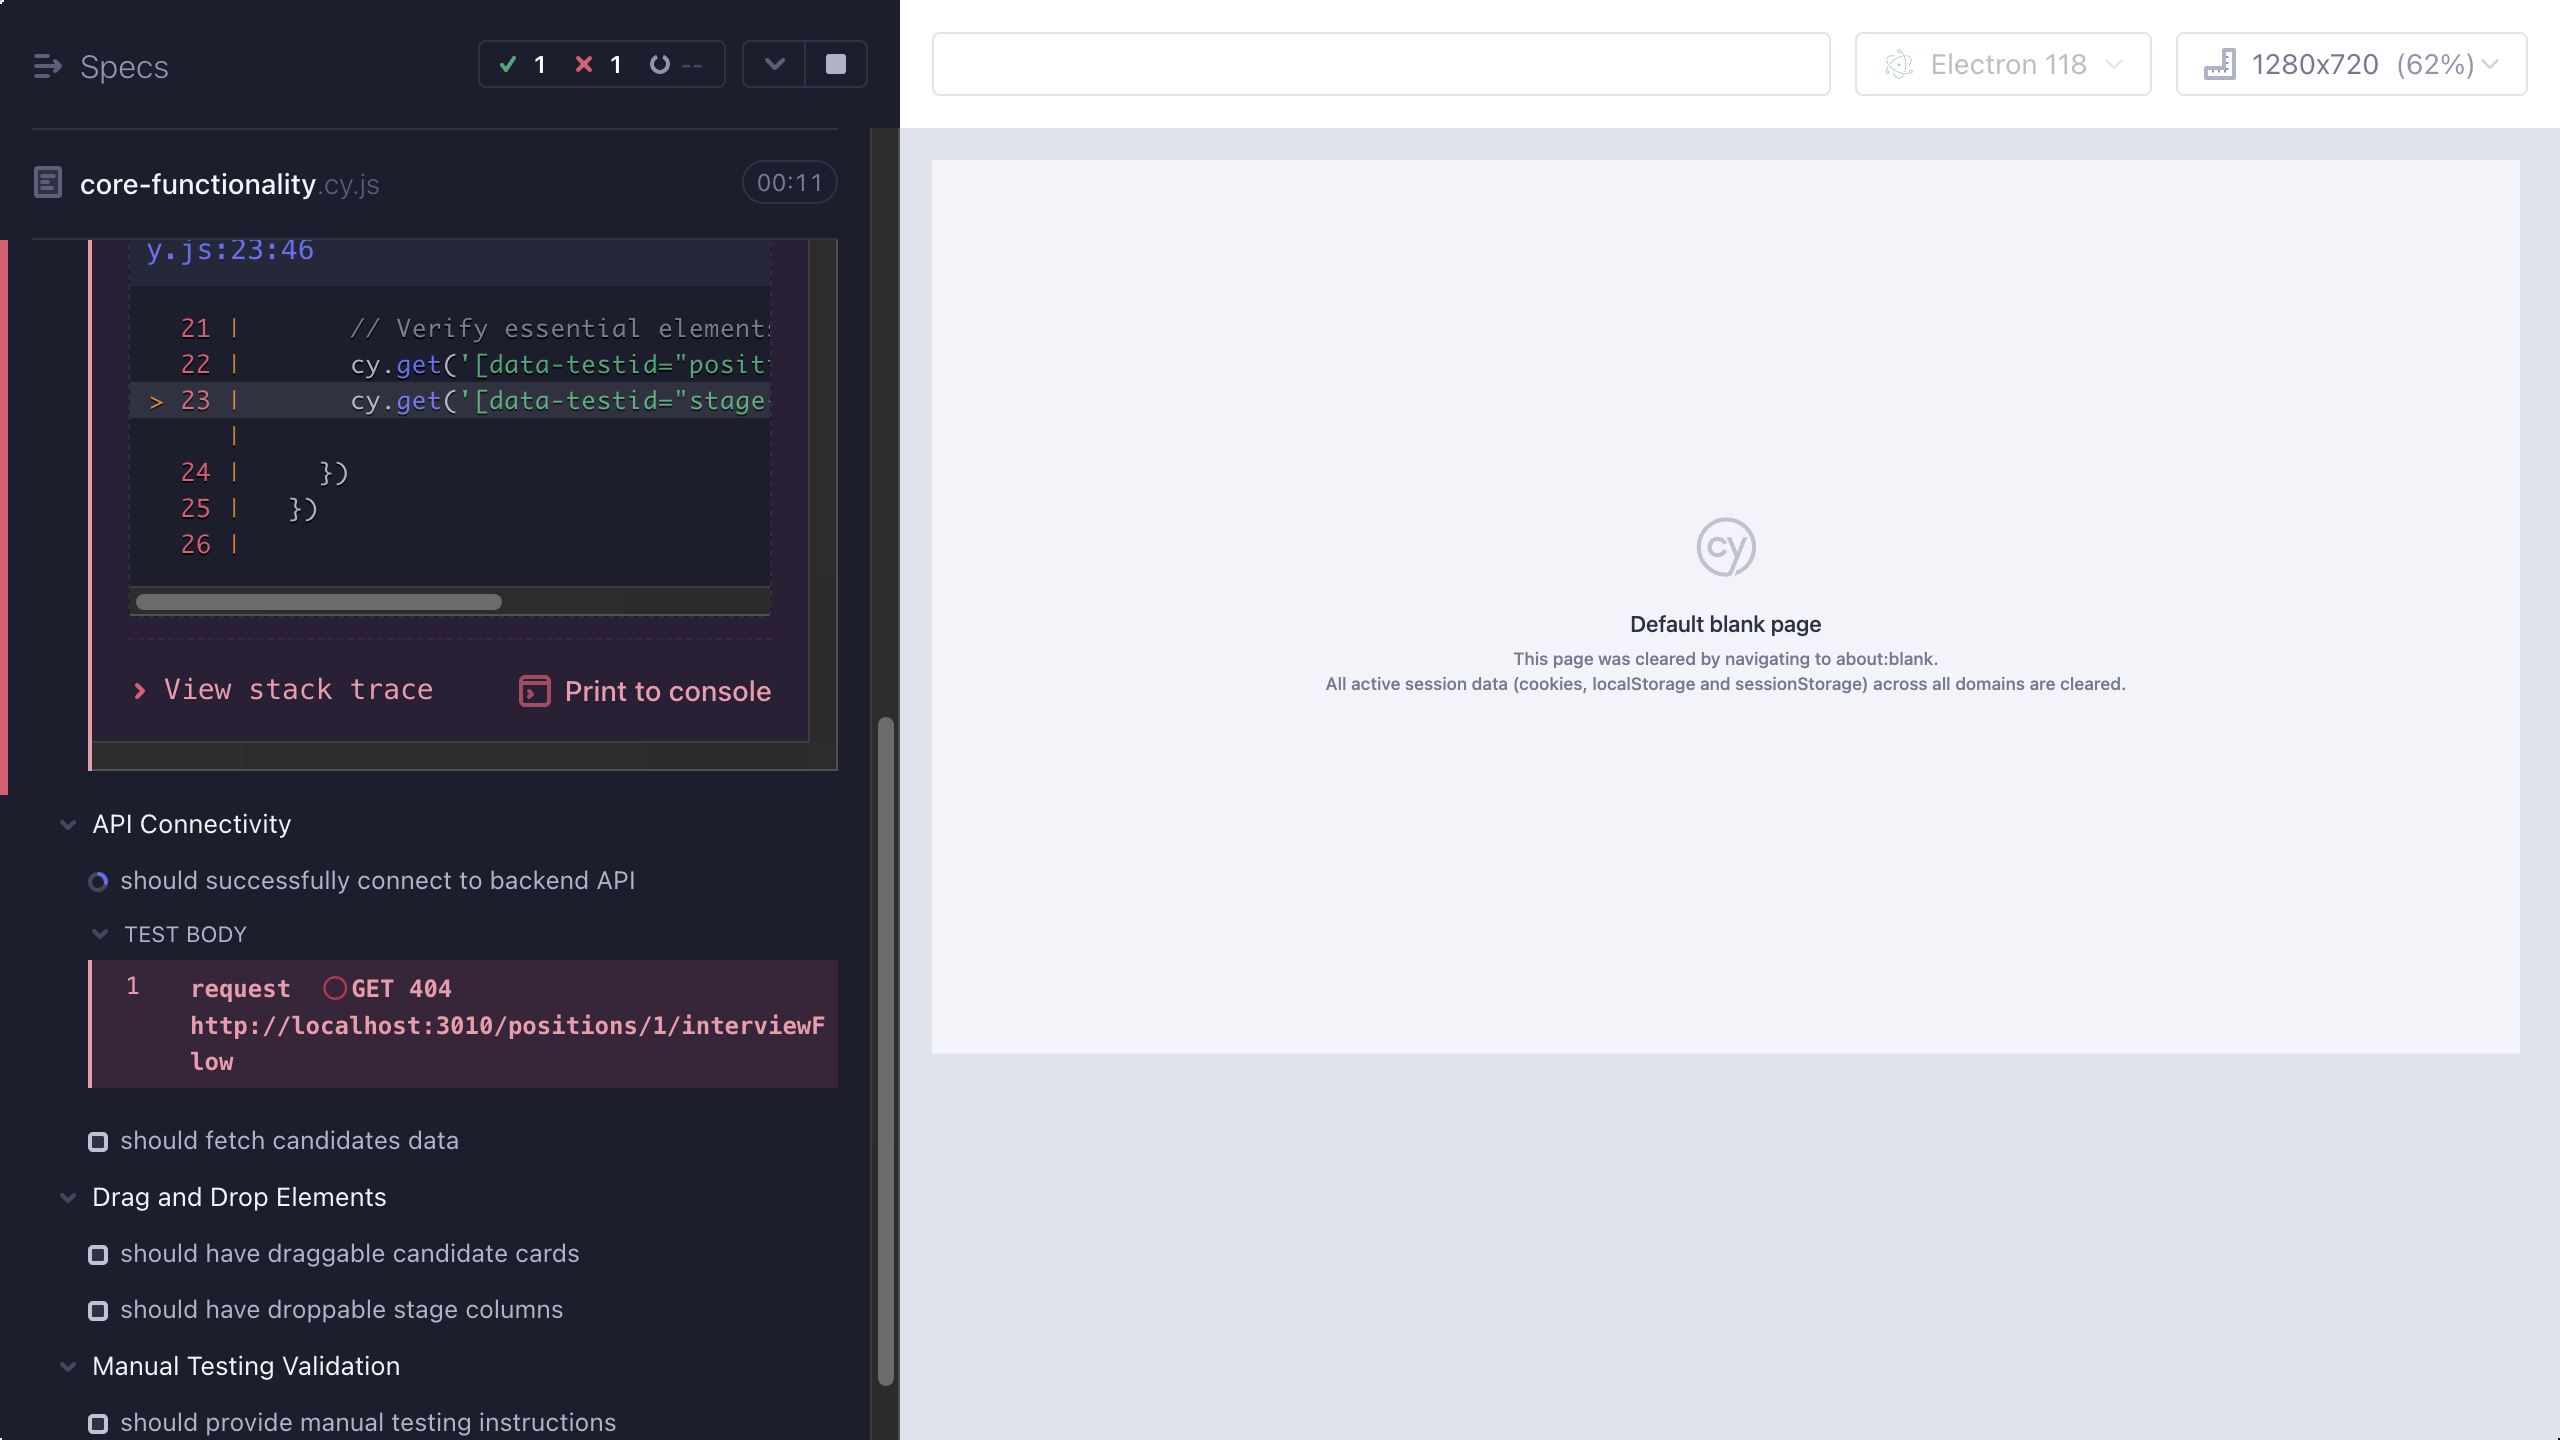 Specs
1 1 --
core-functionality.cy.js
00:11
y.js:23:46
21 | // Verify essential elements
22 | cy.get('[data-testid="positi
> 23 | cy.get('[data-testid="stage-
|
24 | })
25 | })
26 |
View stack trace
Print to console
API Connectivity
should successfully connect to backend API
TEST BODY
1 request GET 404
http://localhost:3010/positions/1/interviewF
low
should fetch candidates data
Drag and Drop Elements
should have draggable candidate cards
should have droppable stage columns
Manual Testing Validation
should provide manual testing instructions
Electron 118
1280x720 (62%)
cy
Default blank page
This page was cleared by navigating to about:blank.
All active session data (cookies, localStorage and sessionStorage) across all domains are cleared.